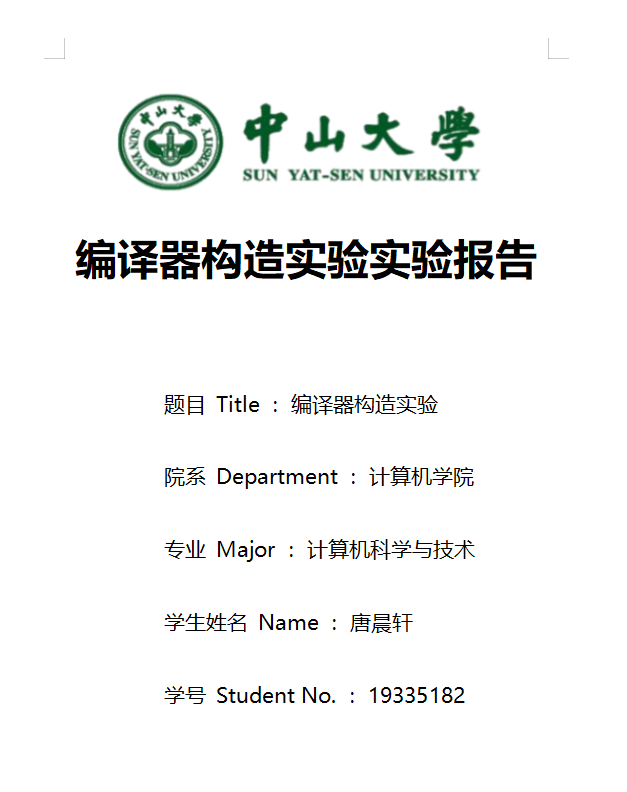 中山大學
SUN YAT-SEN UNIVERSITY
中山大學
SUN YAT-SEN UNIVERSITY
编译器构造实验实验报告
题目 Title ： 编译器构造实验
院系 Department ： 计算机学院
专业 Major ： 计算机科学与技术
学生姓名 Name ： 唐晨轩
学号 Student No. ： 19335182